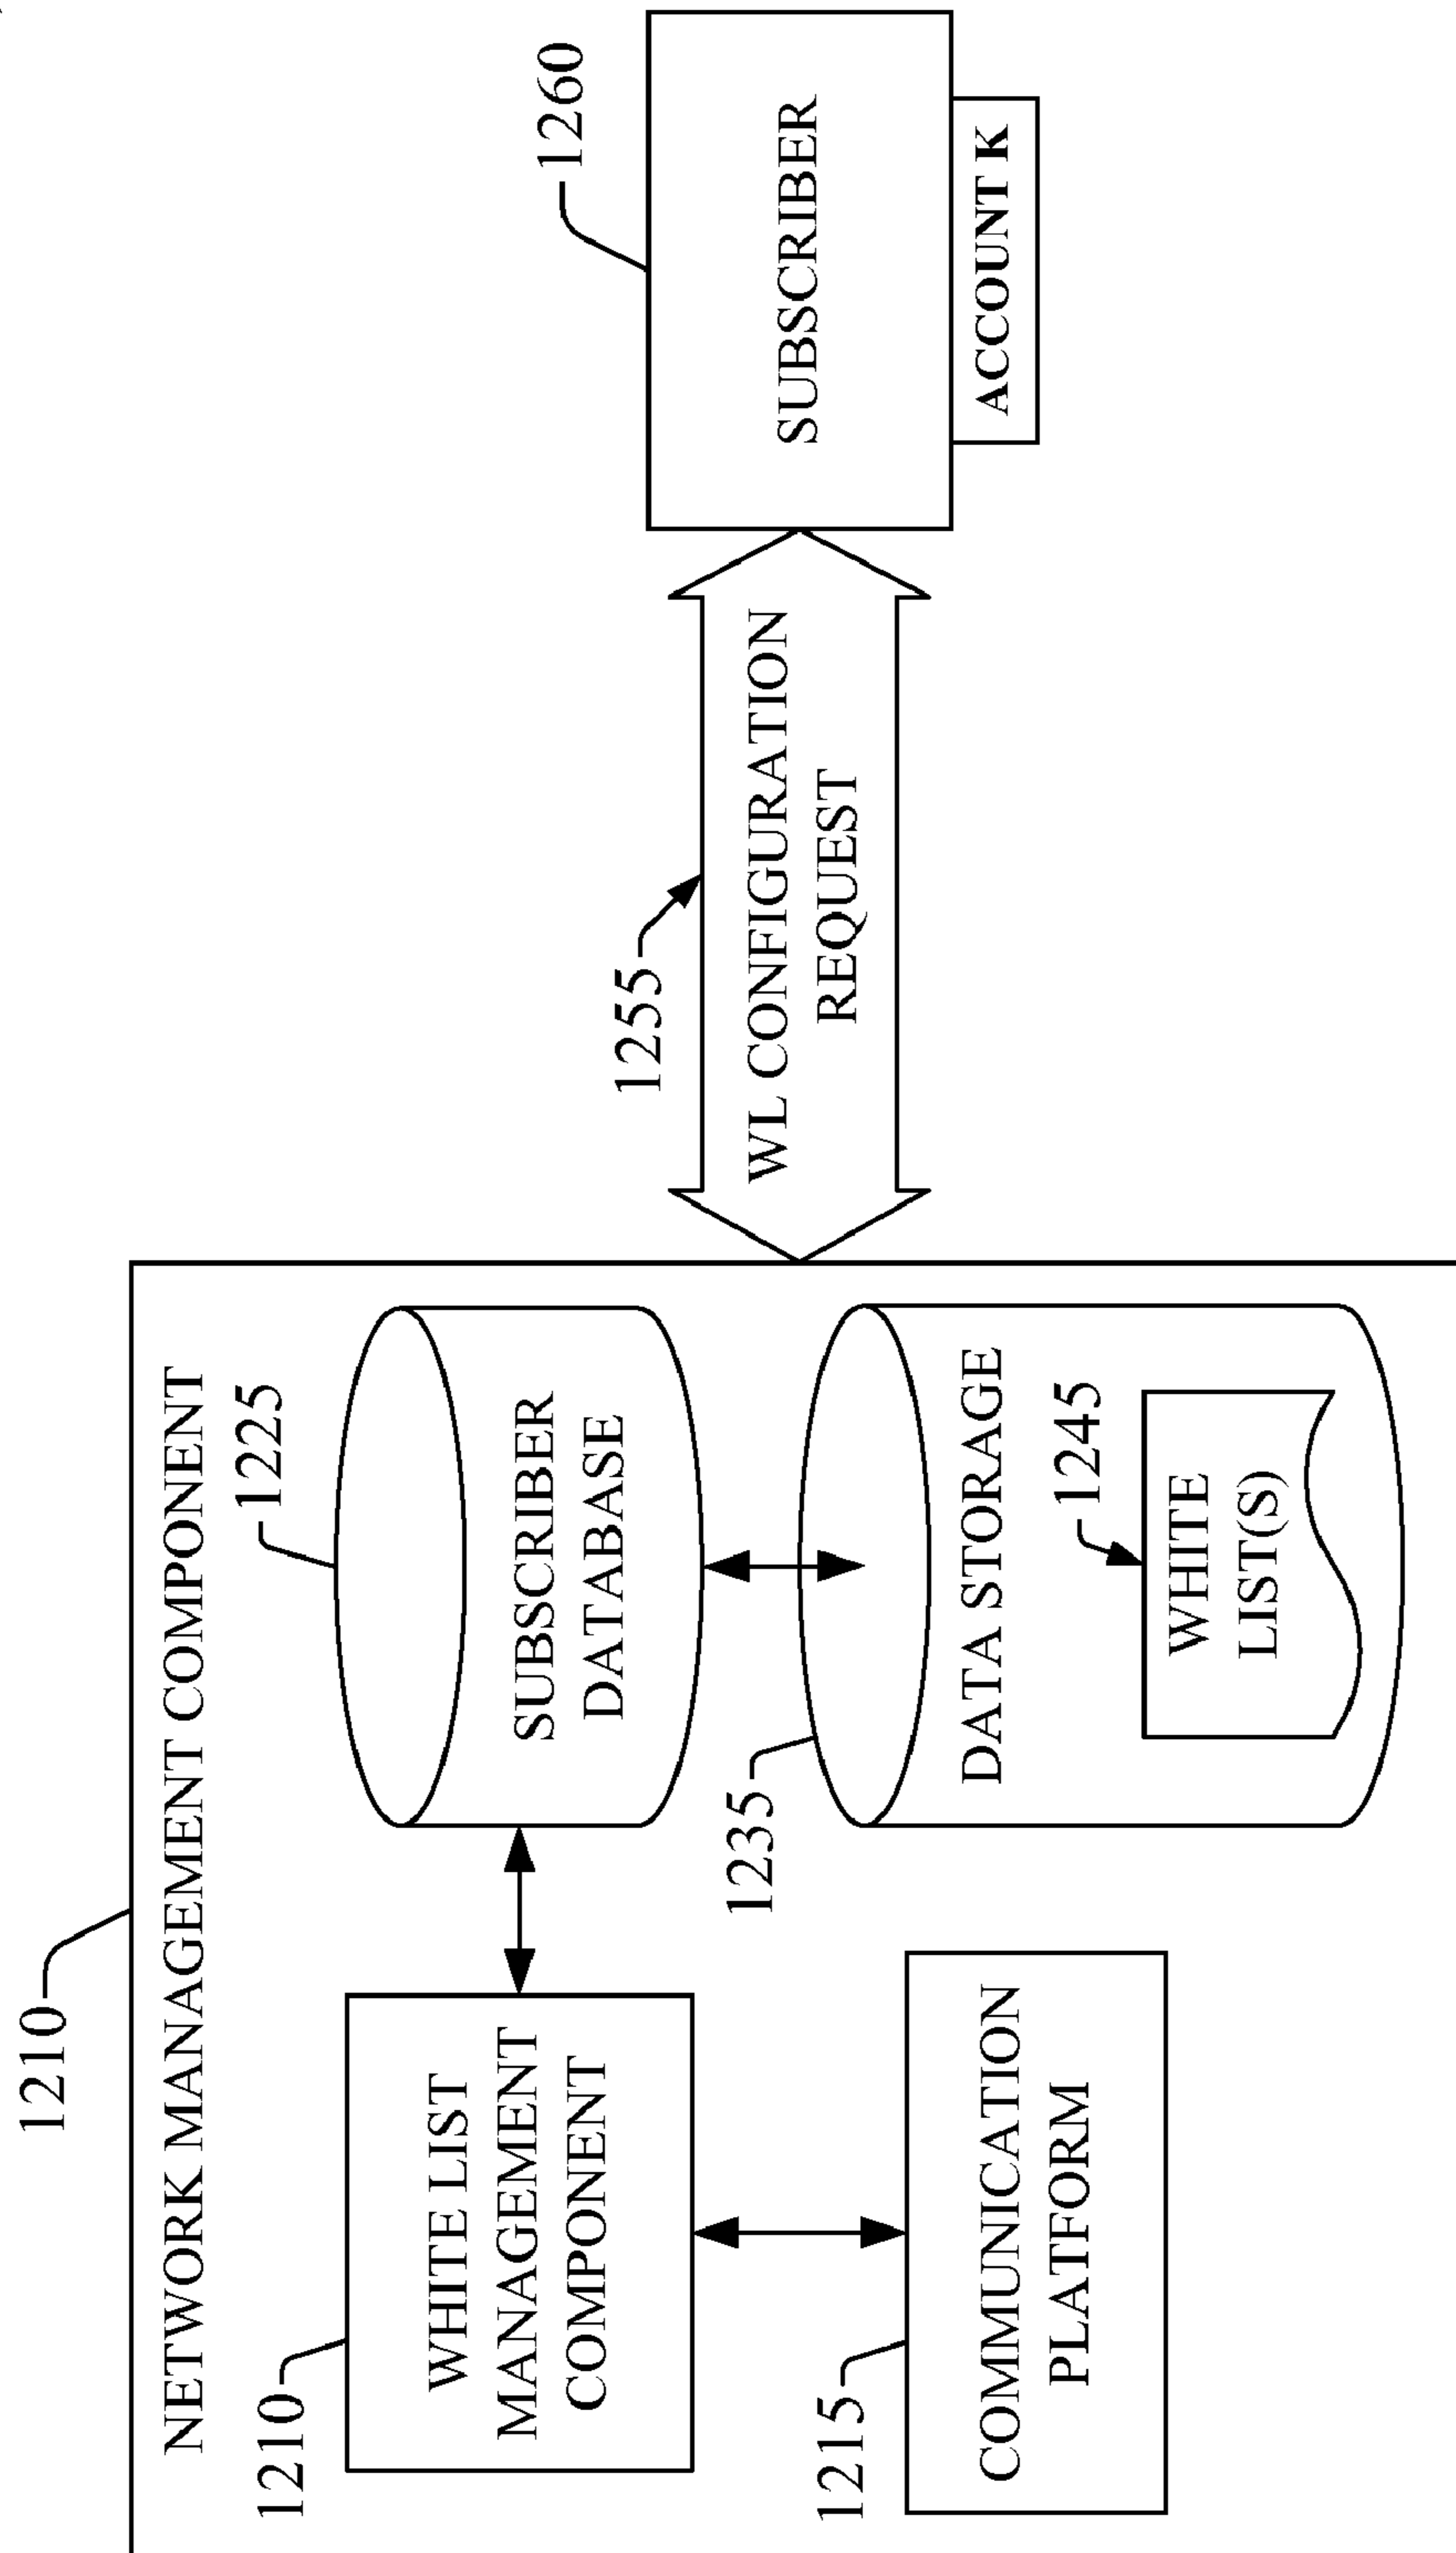 1210
NETWORK MANAGEMENT COMPONENT
1210
WHITE LIST
MANAGEMENT
COMPONENT
1225
SUBSCRIBER
DATABASE
1215
COMMUNICATION
PLATFORM
1235
DATA STORAGE
1245
WHITE
LIST(S)
1255
WL CONFIGURATION
REQUEST
1260
SUBSCRIBER
ACCOUNT K